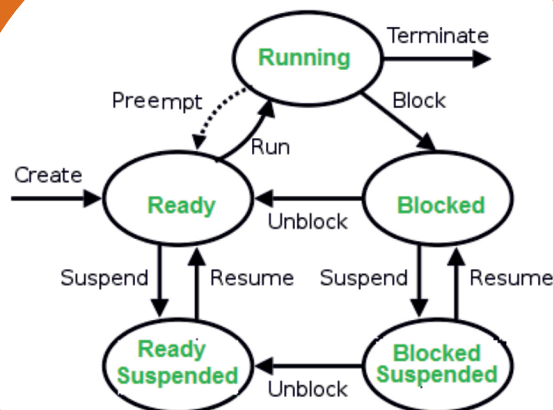 Terminate
Running
Preempt
Block
Run
Create
Ready
Blocked
Unblock
Suspend
Resume
Suspend
Resume
Ready
Suspended
Blocked
Suspended
Unblock